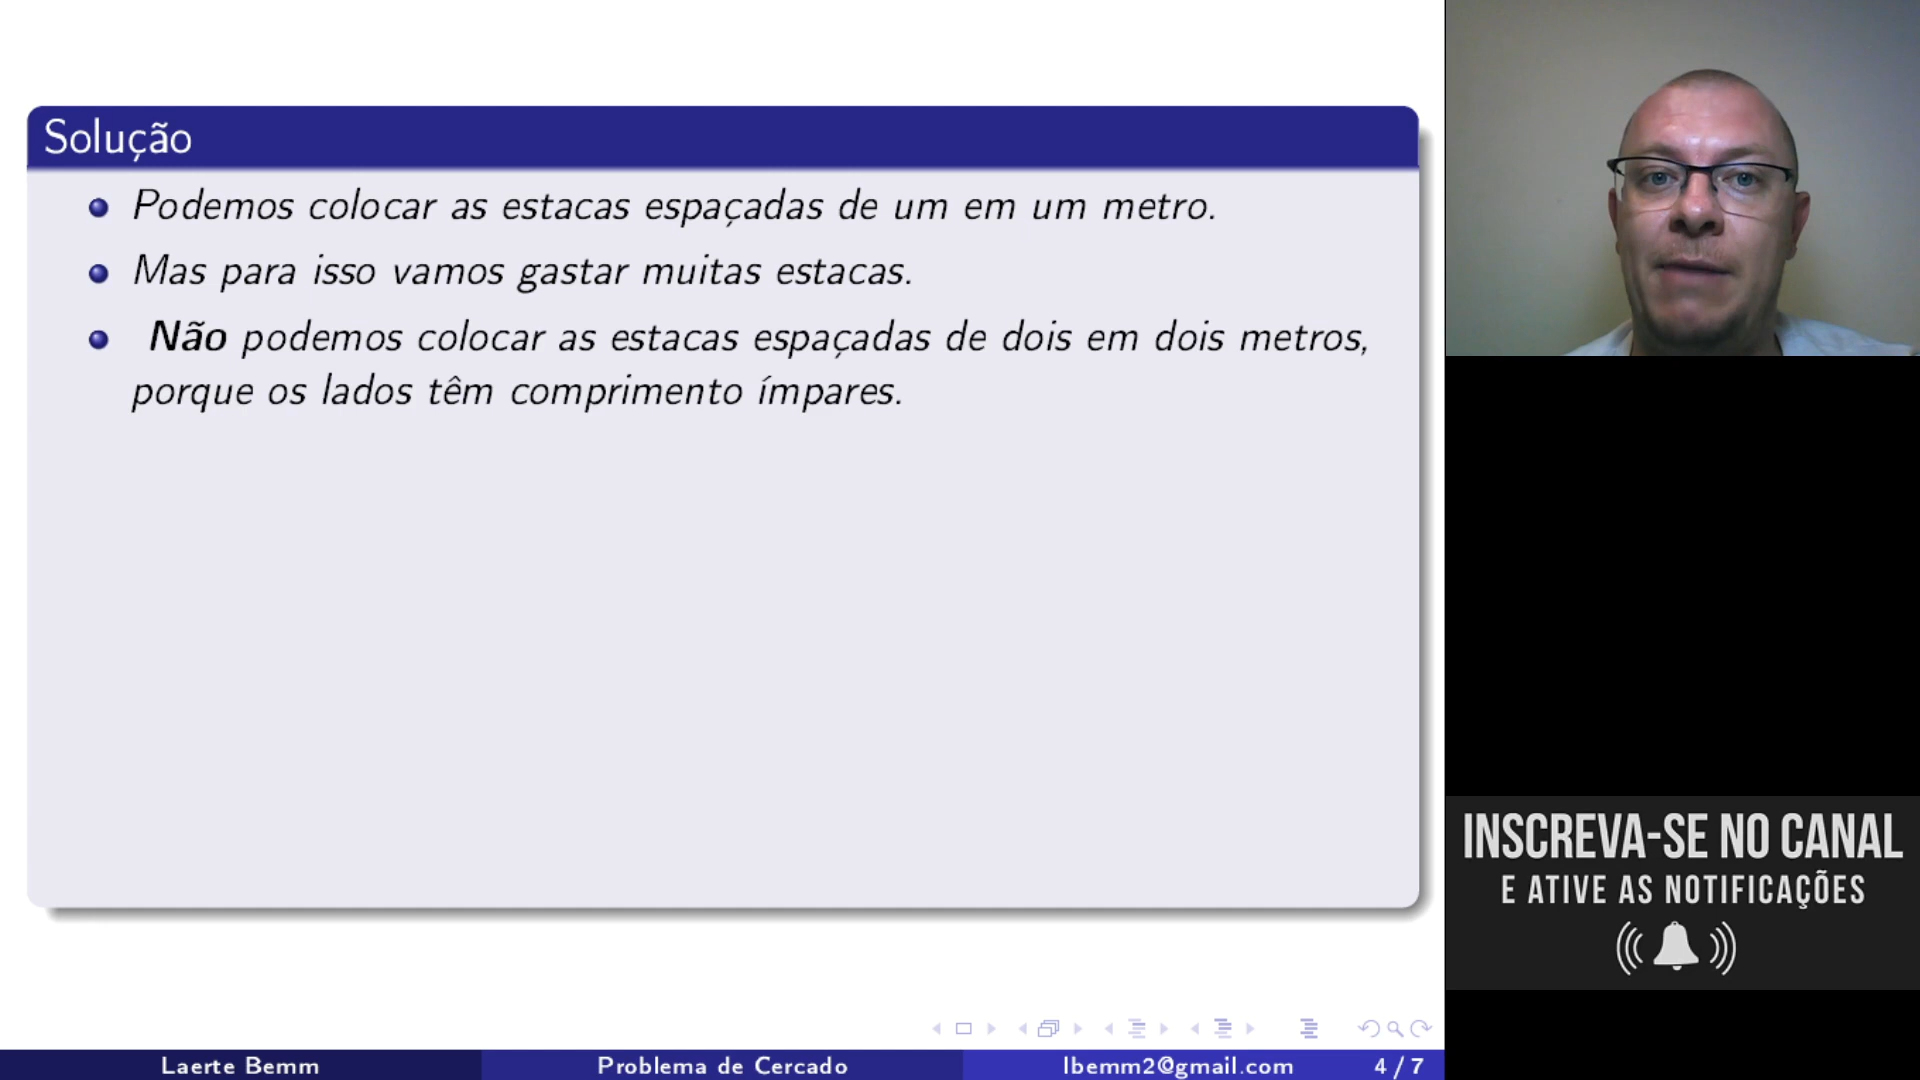 Solução
Podemos colocar as estacas espaçadas de um em um metro.
Mas para isso vamos gastar muitas estacas.
Não podemos colocar as estacas espaçadas de dois em dois metros,
porque os lados têm comprimento ímpares.
INSCREVA-SE NO CANAL
E ATIVE AS NOTIFICAÇÕES
Laerte Bemm
Problema de Cercado
lbemm2@gmail.com
4 / 7